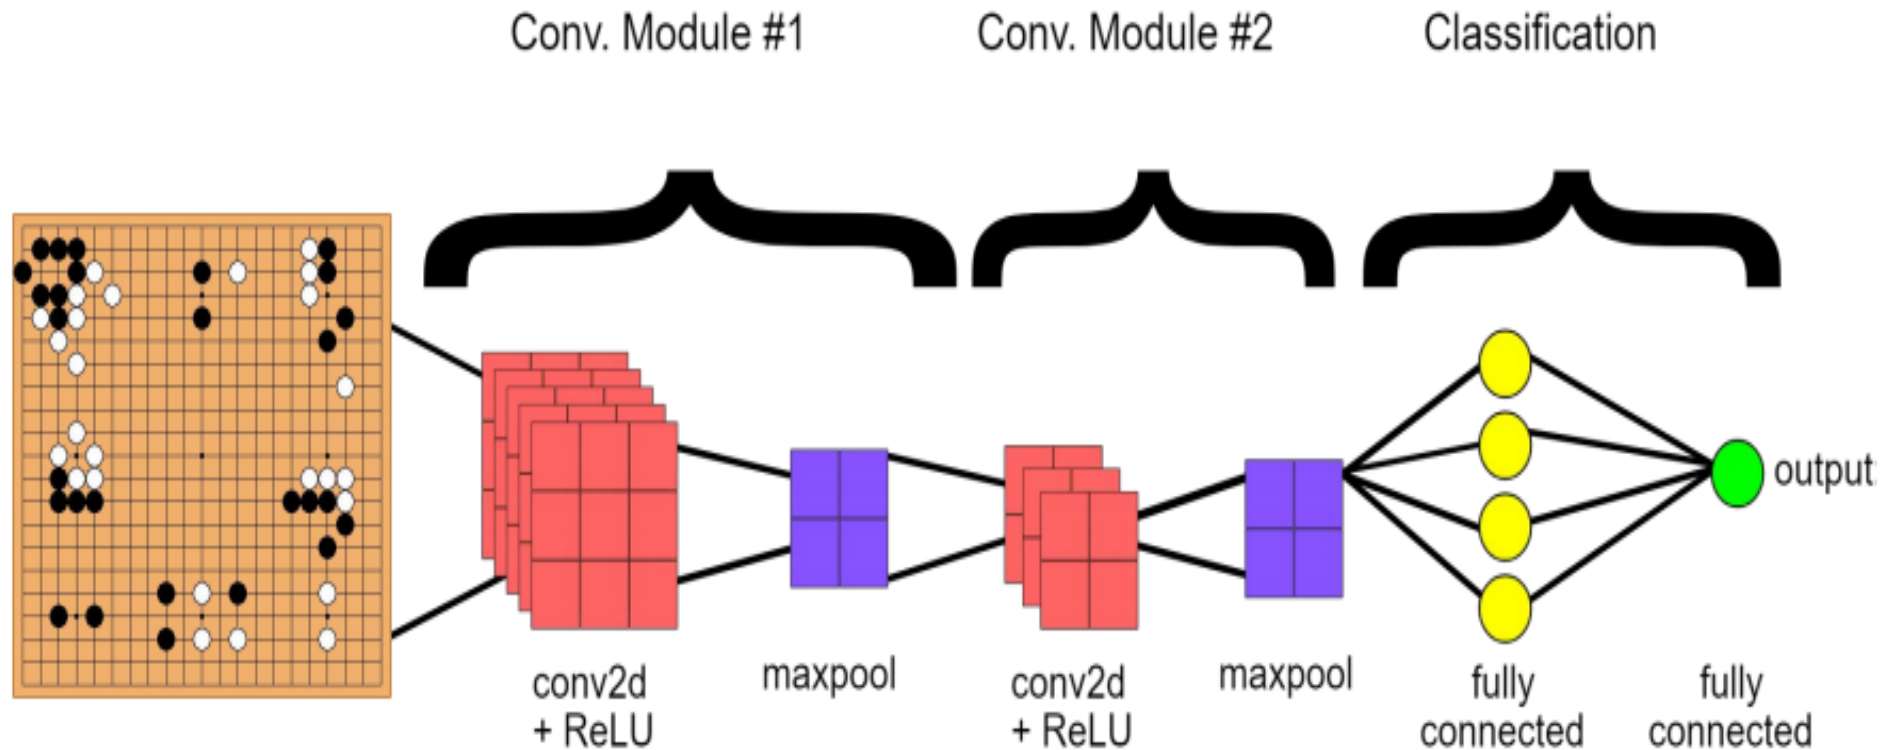 Conv. Module #1
Conv. Module #2
Classification
output:
conv2d
+ ReLU
maxpool
conv2d
+ ReLU
maxpool
fully
connected
fully
connected